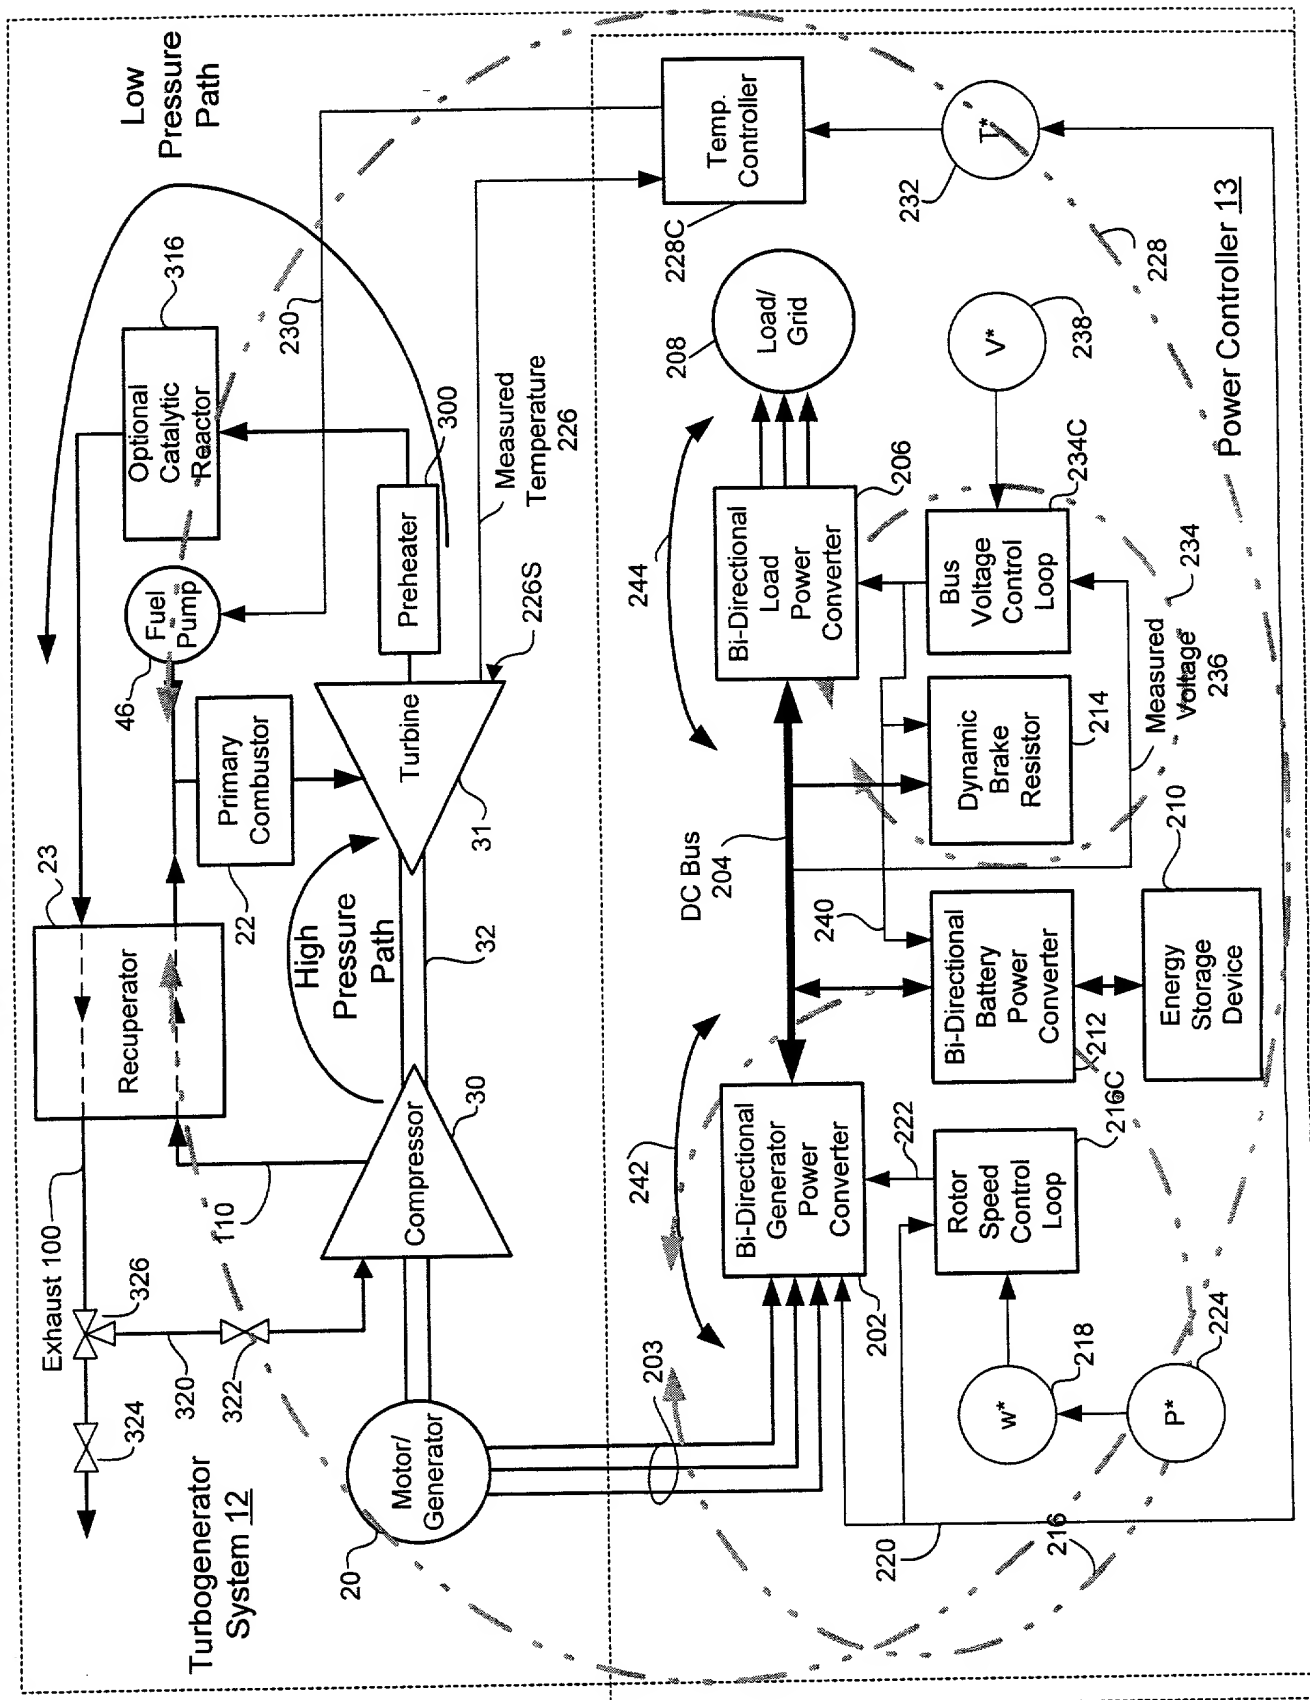 Turbogenerator
System 12
Exhaust 100
324
326
320
322
110
Recuperator
23
Low
Pressure
Path
Optional
Catalytic
Reactor
316
Fuel
Pump
46
230
Primary
Combustor
22
High
Pressure
Path
Preheater
300
Motor/
Generator
20
Compressor
30
32
Turbine
31
226S
Measured
Temperature
226
203
242
244
DC Bus
204
Bi-Directional
Generator
Power
Converter
202
222
Bi-Directional
Load
Power
Converter
206
Load/
Grid
208
Temp.
Controller
228C
T*
232
Rotor
Speed
Control
Loop
216C
Bi-Directional
Battery
Power
Converter
212
240
Dynamic
Brake
Resistor
214
Bus
Voltage
Control
Loop
234C
V*
238
w*
218
P*
224
220
216
Energy
Storage
Device
210
Measured
Voltage
236
234
228
Power Controller 13